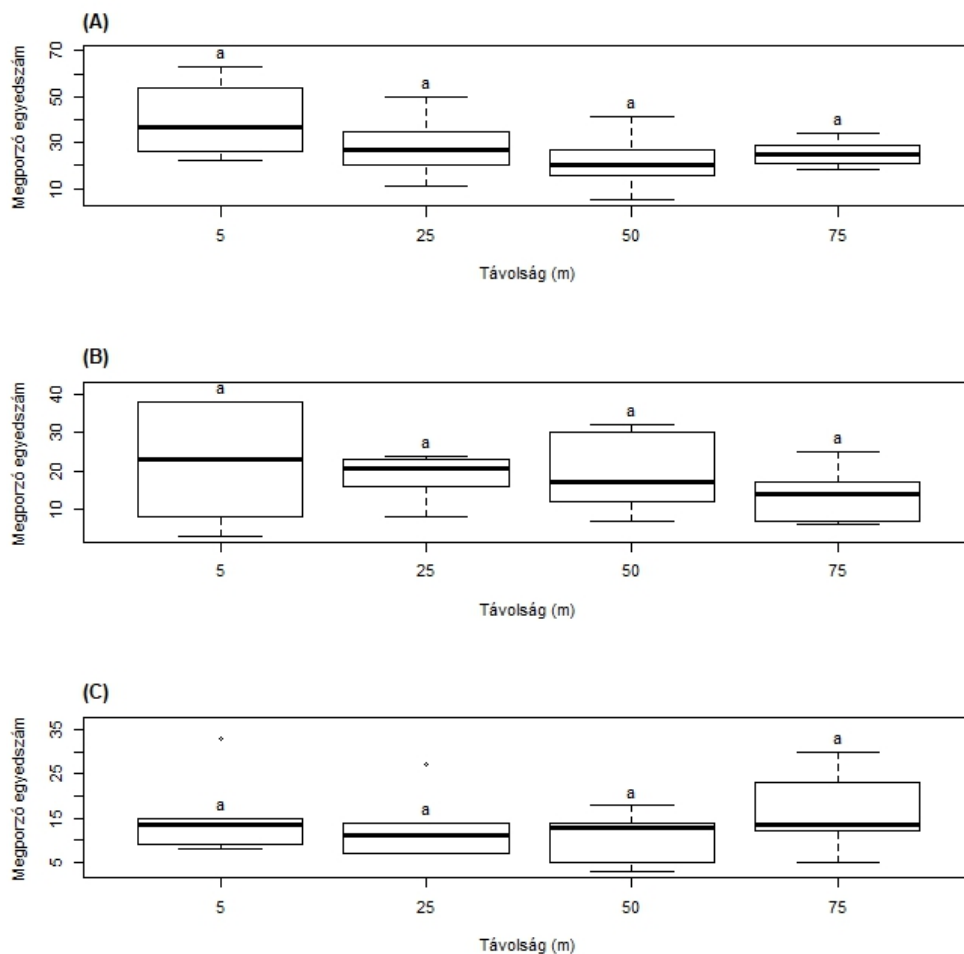 (A)
Megporzó egyedszám
70
50
30
10
a a a a
5 25 50 75
Távolság (m)
(B)
Megporzó egyedszám
40
30
20
10
a a a a
5 25 50 75
Távolság (m)
(C)
Megporzó egyedszám
35
25
15
5
a a a a
5 25 50 75
Távolság (m)